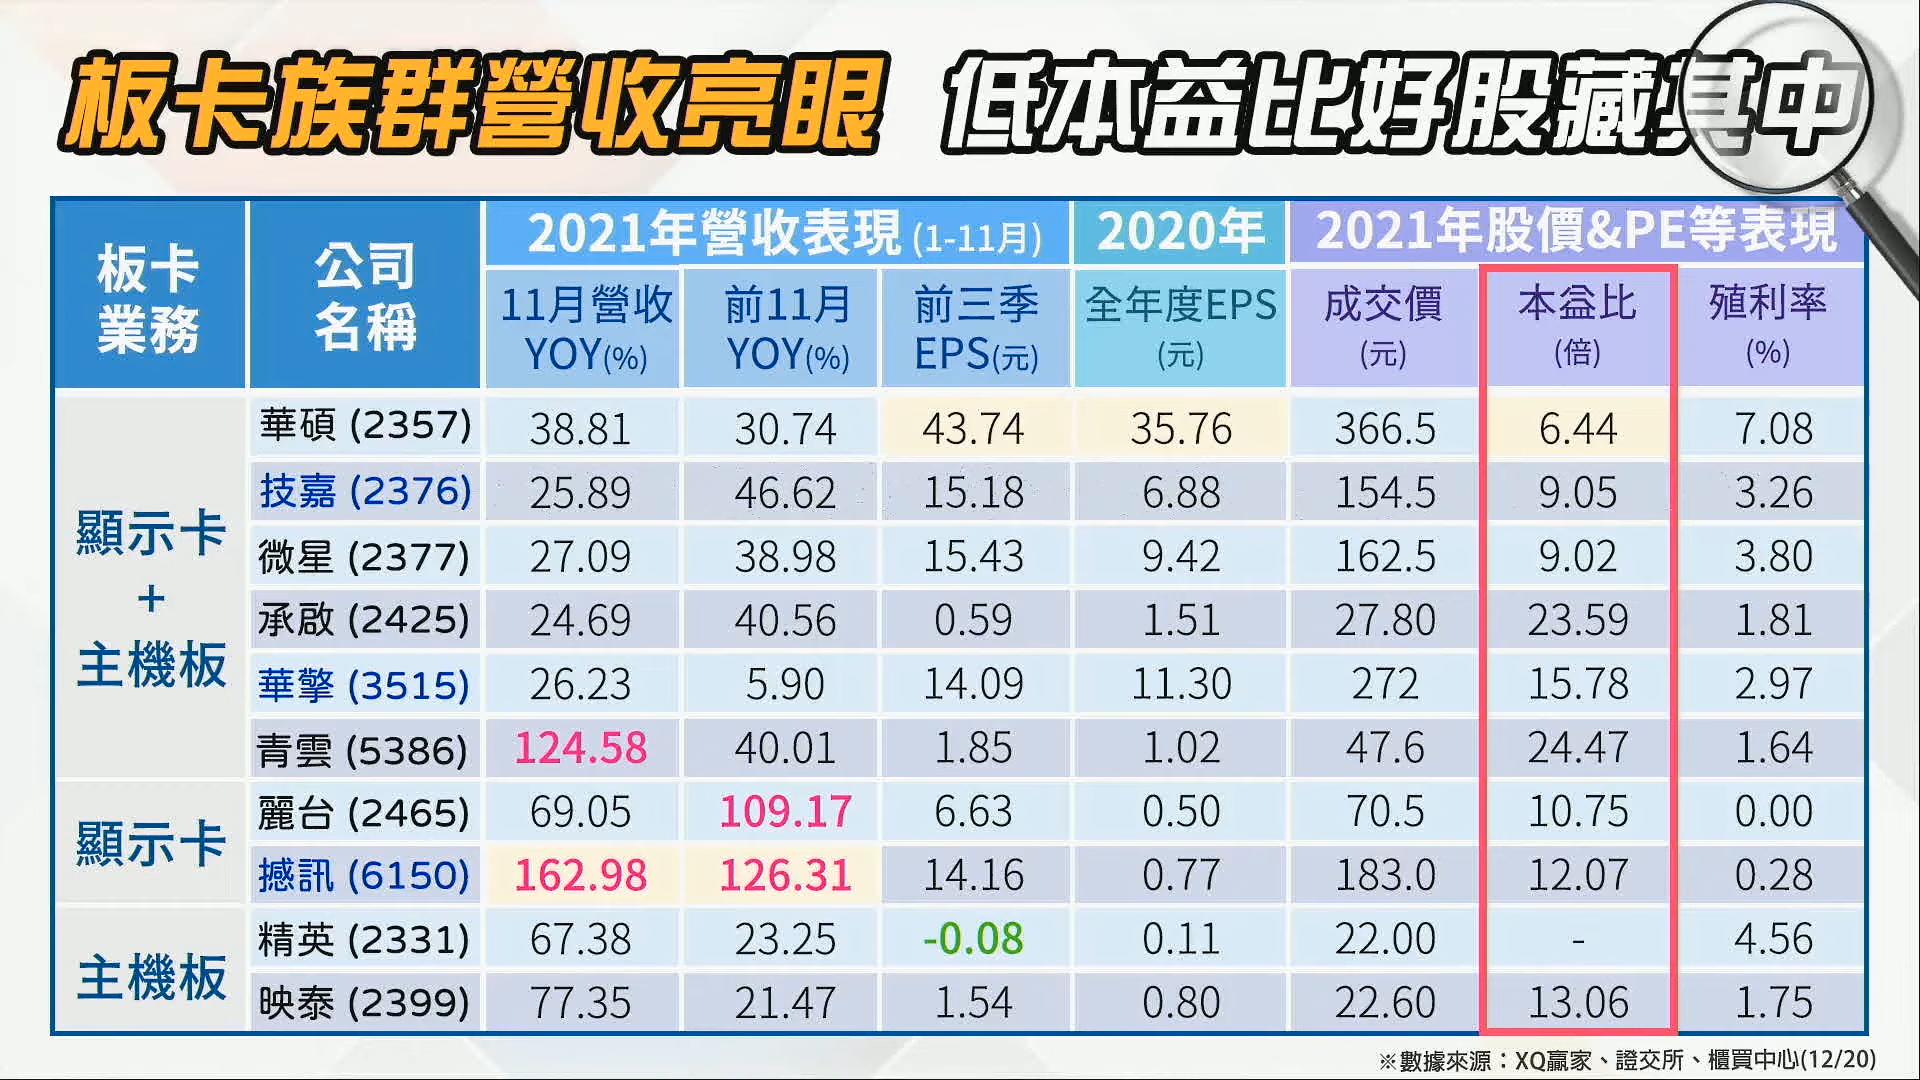 板卡族群營收亮眼 低本益比好股藏其中
板卡業務 公司名稱 2021年營收表現 (1-11月) 2020年 2021年股價&PE等表現
11月營收YOY(%) 前11月YOY(%) 前三季EPS(元) 全年度EPS(元) 成交價(元) 本益比(倍) 殖利率(%)
顯示卡+主機板
華碩 (2357) 38.81 30.74 43.74 35.76 366.5 6.44 7.08
技嘉 (2376) 25.89 46.62 15.18 6.88 154.5 9.05 3.26
微星 (2377) 27.09 38.98 15.43 9.42 162.5 9.02 3.80
承啟 (2425) 24.69 40.56 0.59 1.51 27.80 23.59 1.81
華擎 (3515) 26.23 5.90 14.09 11.30 272 15.78 2.97
青雲 (5386) 124.58 40.01 1.85 1.02 47.6 24.47 1.64
顯示卡
麗台 (2465) 69.05 109.17 6.63 0.50 70.5 10.75 0.00
撼訊 (6150) 162.98 126.31 14.16 0.77 183.0 12.07 0.28
主機板
精英 (2331) 67.38 23.25 -0.08 0.11 22.00 - 4.56
映泰 (2399) 77.35 21.47 1.54 0.80 22.60 13.06 1.75
※數據來源：XQ贏家、證交所、櫃買中心(12/20)